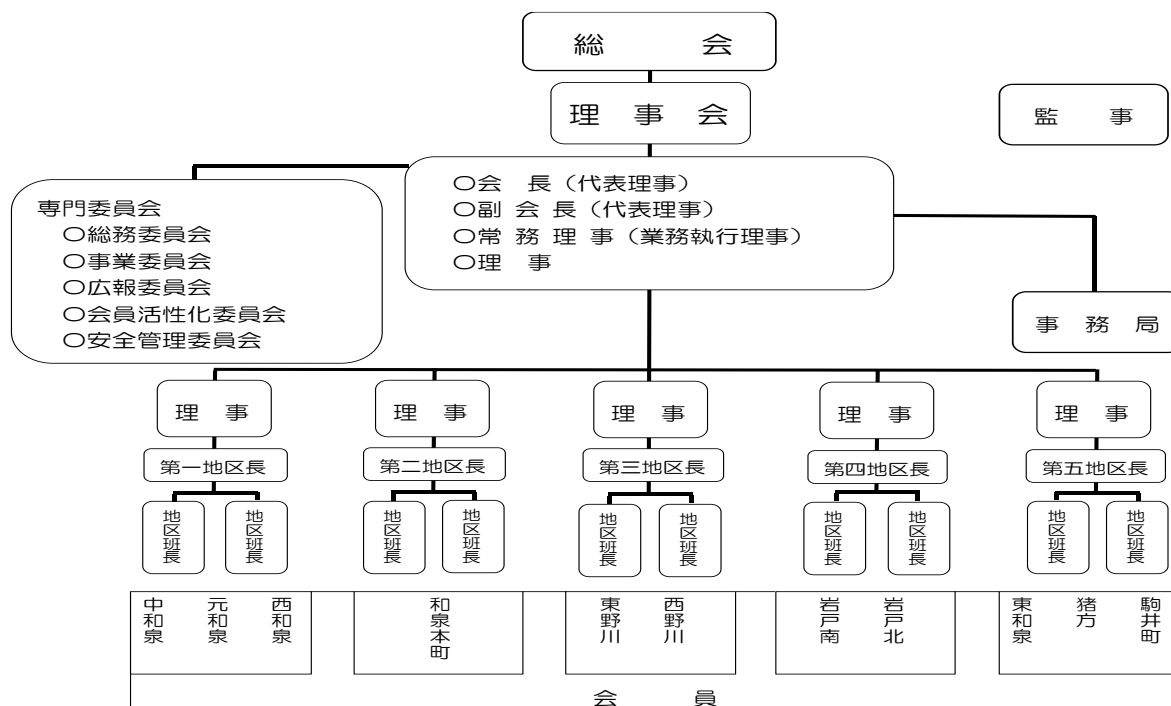 総 会
理 事 会
監 事
○会 長（代表理事）
○副 会 長（代表理事）
○常 務 理 事（業務執行理事）
○理 事
専門委員会
○総務委員会
○事業委員会
○広報委員会
○会員活性化委員会
○安全管理委員会
事 務 局
理 事
理 事
理 事
理 事
理 事
第一地区長
第二地区長
第三地区長
第四地区長
第五地区長
地区班長
地区班長
地区班長
地区班長
地区班長
地区班長
地区班長
地区班長
地区班長
地区班長
中和泉
元和泉
西和泉
和泉本町
東野川
西野川
岩戸南
岩戸北
東和泉
猪方
駒井町
会 員